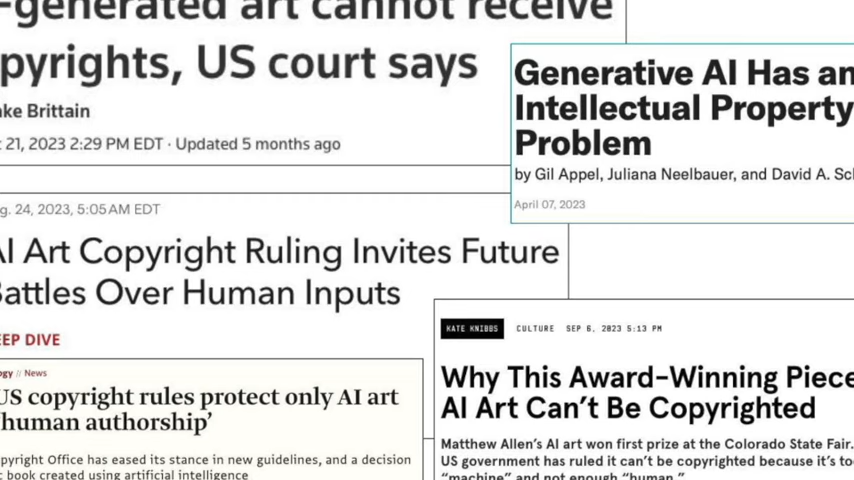 -generated art cannot receive
pyrights, US court says
ake Brittain
21, 2023 2:29 PM EDT · Updated 5 months ago
Generative AI Has an
Intellectual Property
Problem
by Gil Appel, Juliana Neelbauer, and David A. Sc
April 07, 2023
g. 24, 2023, 5:05 AM EDT
AI Art Copyright Ruling Invites Future
Battles Over Human Inputs
EEP DIVE
ogy // News
US copyright rules protect only AI art
'human authorship'
pyright Office has eased its stance in new guidelines, and a decision
c book created using artificial intelligence
KATE KNIBBS CULTURE SEP 6, 2023 5:13 PM
Why This Award-Winning Piece
AI Art Can't Be Copyrighted
Matthew Allen's AI art won first prize at the Colorado State Fair.
US government has ruled it can't be copyrighted because it's to
"machine" and not enough "human."